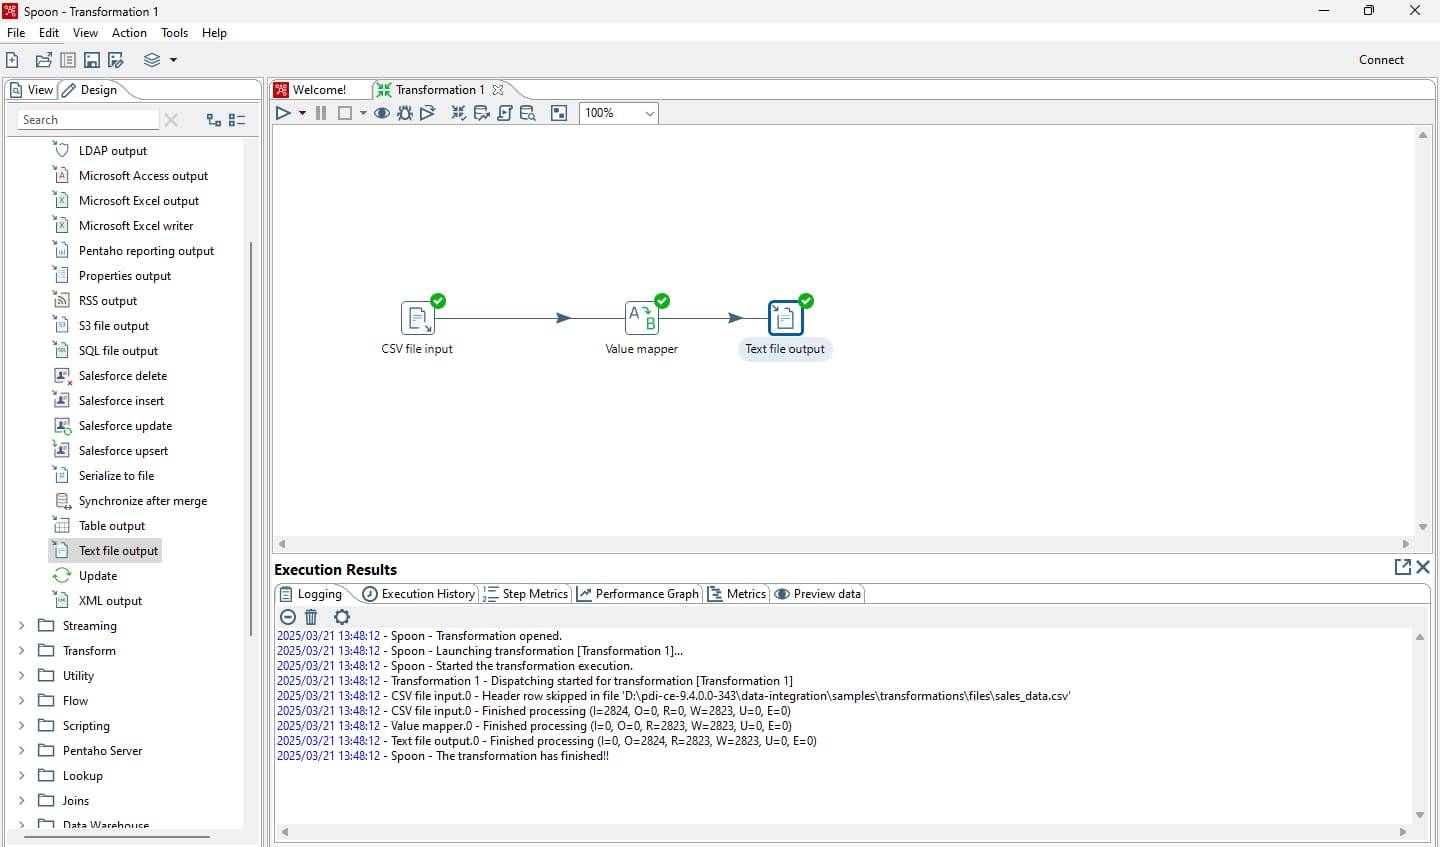 Spoon - Transformation 1
File Edit View Action Tools Help
Connect
View Design
Search
LDAP output
Microsoft Access output
Microsoft Excel output
Microsoft Excel writer
Pentaho reporting output
Properties output
RSS output
S3 file output
SQL file output
Salesforce delete
Salesforce insert
Salesforce update
Salesforce upsert
Serialize to file
Synchronize after merge
Table output
Text file output
Update
XML output
Streaming
Transform
Utility
Flow
Scripting
Pentaho Server
Lookup
Joins
Data Warehouse
Welcome! Transformation 1
100%
A B
CSV file input Value mapper Text file output
Execution Results
Logging Execution History Step Metrics Performance Graph Metrics Preview data
2025/03/21 13:48:12 - Spoon - Transformation opened.
2025/03/21 13:48:12 - Spoon - Launching transformation [Transformation 1]...
2025/03/21 13:48:12 - Spoon - Started the transformation execution.
2025/03/21 13:48:12 - Transformation 1 - Dispatching started for transformation [Transformation 1]
2025/03/21 13:48:12 - CSV file input.0 - Header row skipped in file 'D:\pdi-ce-9.4.0.0-343\data-integration\samples\transformations\files\sales_data.csv'
2025/03/21 13:48:12 - CSV file input.0 - Finished processing (I=2824, O=0, R=0, W=2823, U=0, E=0)
2025/03/21 13:48:12 - Value mapper.0 - Finished processing (I=0, O=0, R=2823, W=2823, U=0, E=0)
2025/03/21 13:48:12 - Text file output.0 - Finished processing (I=0, O=2824, R=2823, W=2823, U=0, E=0)
2025/03/21 13:48:12 - Spoon - The transformation has finished!!